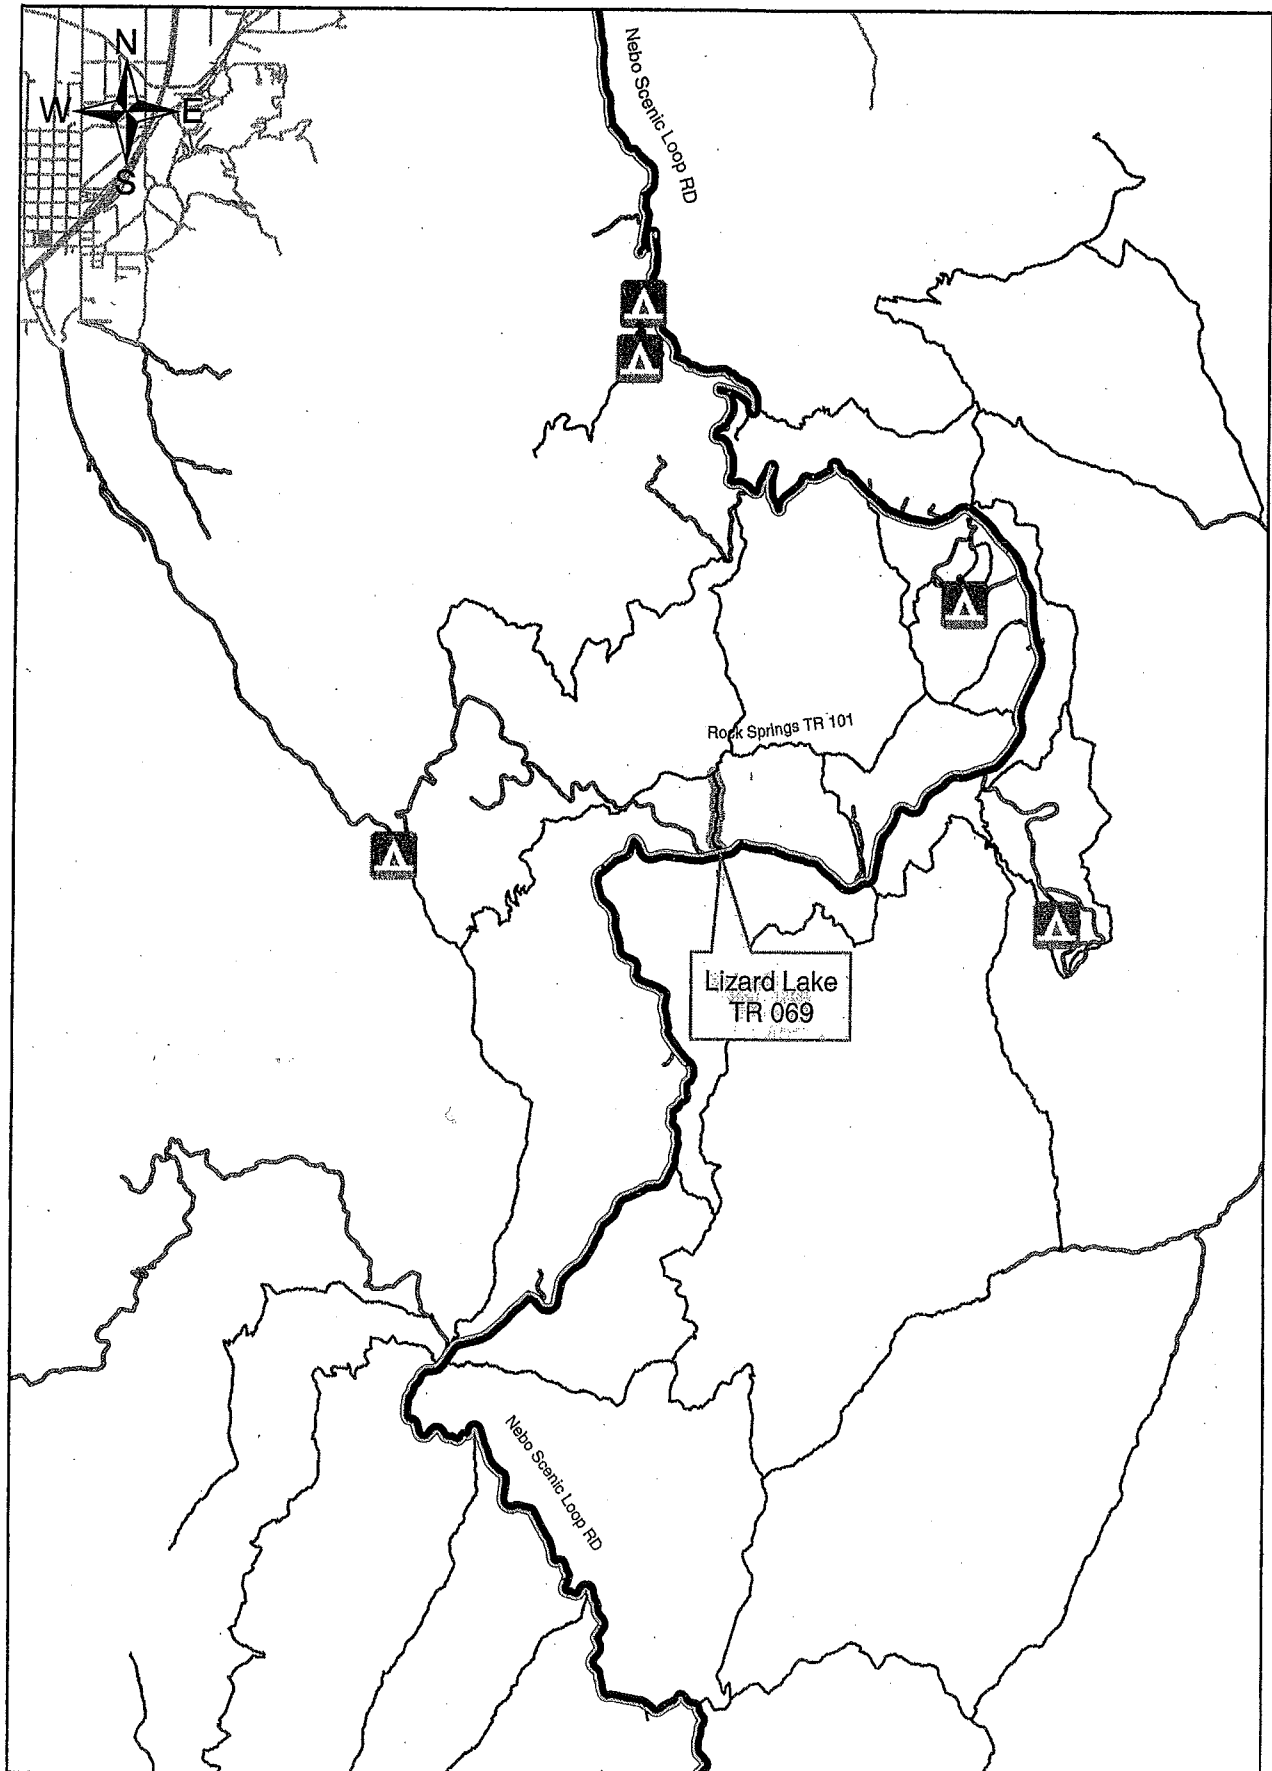 N
W E
S
Nebo Scenic Loop RD
Rock Springs TR 101
Lizard Lake
TR 069
Nebo Scenic Loop RD